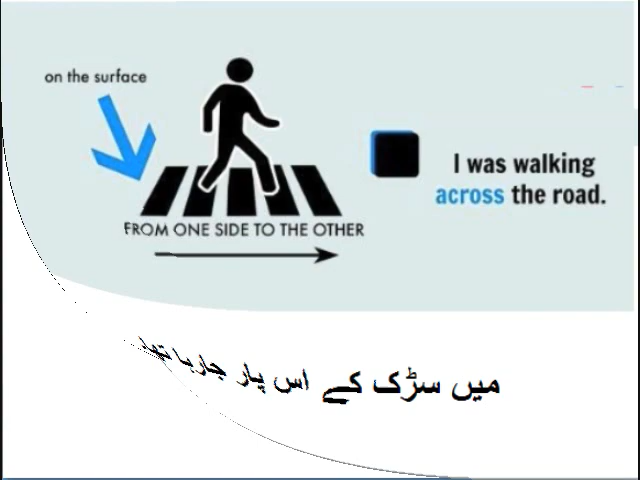 on the surface
I was walking
across the road.
FROM ONE SIDE TO THE OTHER
میں سڑک کے اس پار جارہا تھا۔